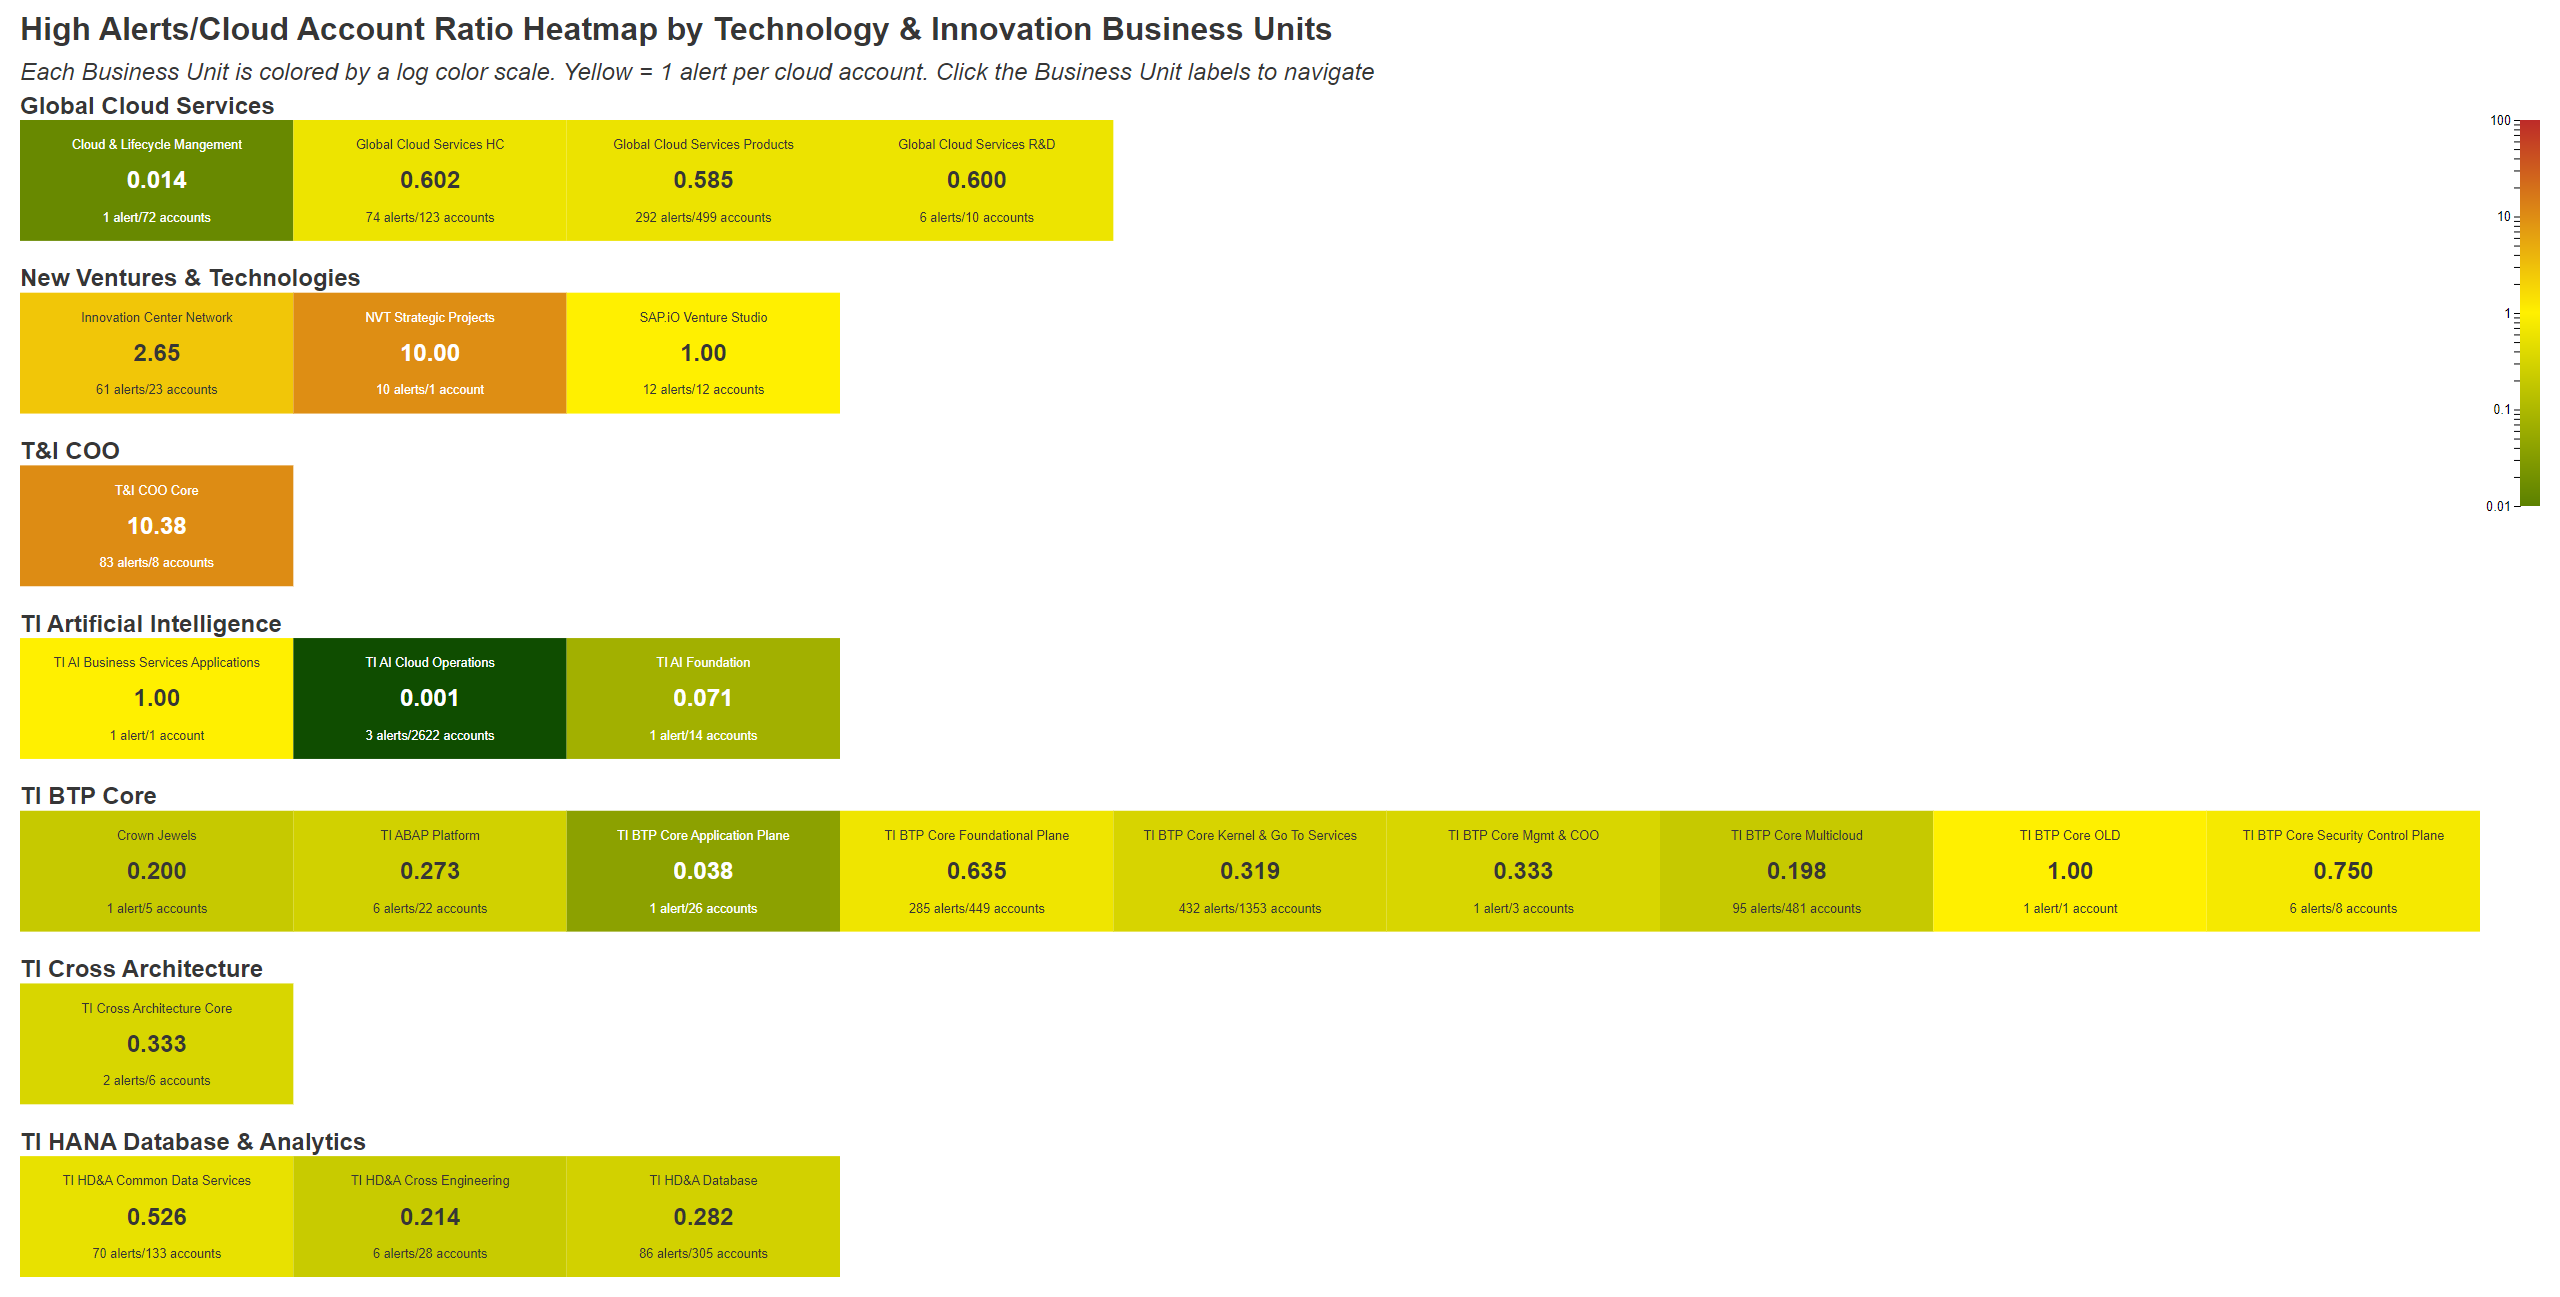 High Alerts/Cloud Account Ratio Heatmap by Technology & Innovation Business Units
Each Business Unit is colored by a log color scale. Yellow = 1 alert per cloud account. Click the Business Unit labels to navigate
Global Cloud Services
Cloud & Lifecycle Mangement
0.014
1 alert/72 accounts
Global Cloud Services HC
0.602
74 alerts/123 accounts
Global Cloud Services Products
0.585
292 alerts/499 accounts
Global Cloud Services R&D
0.600
6 alerts/10 accounts
100
10
1
0.1
0.01
New Ventures & Technologies
Innovation Center Network
2.65
61 alerts/23 accounts
NVT Strategic Projects
10.00
10 alerts/1 account
SAP.iO Venture Studio
1.00
12 alerts/12 accounts
T&I COO
T&I COO Core
10.38
83 alerts/8 accounts
TI Artificial Intelligence
TI AI Business Services Applications
1.00
1 alert/1 account
TI AI Cloud Operations
0.001
3 alerts/2622 accounts
TI AI Foundation
0.071
1 alert/14 accounts
TI BTP Core
Crown Jewels
0.200
1 alert/5 accounts
TI ABAP Platform
0.273
6 alerts/22 accounts
TI BTP Core Application Plane
0.038
1 alert/26 accounts
TI BTP Core Foundational Plane
0.635
285 alerts/449 accounts
TI BTP Core Kernel & Go To Services
0.319
432 alerts/1353 accounts
TI BTP Core Mgmt & COO
0.333
1 alert/3 accounts
TI BTP Core Multicloud
0.198
95 alerts/481 accounts
TI BTP Core OLD
1.00
1 alert/1 account
TI BTP Core Security Control Plane
0.750
6 alerts/8 accounts
TI Cross Architecture
TI Cross Architecture Core
0.333
2 alerts/6 accounts
TI HANA Database & Analytics
TI HD&A Common Data Services
0.526
70 alerts/133 accounts
TI HD&A Cross Engineering
0.214
6 alerts/28 accounts
TI HD&A Database
0.282
86 alerts/305 accounts